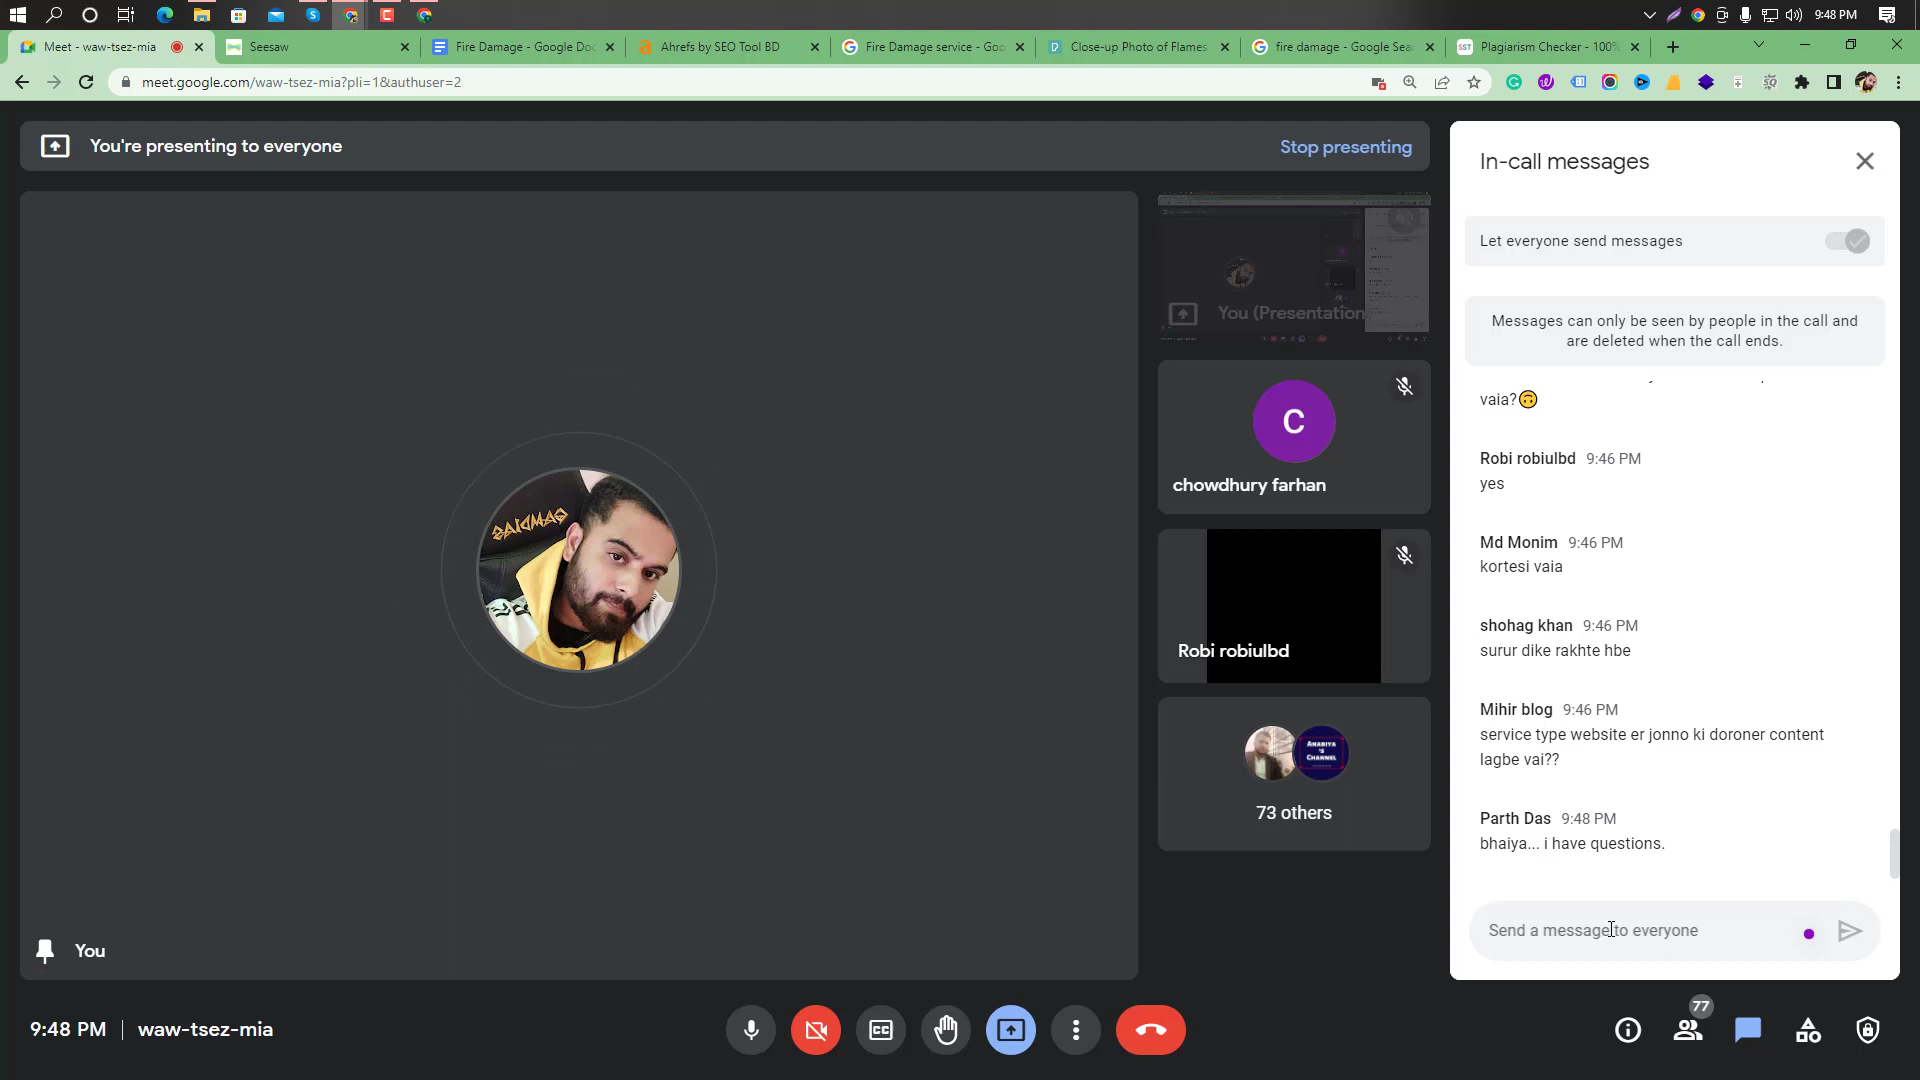 9:48 PM
Meet - waw-tsez-mia
Seesaw
Fire Damage - Google Doc
Ahrefs by SEO Tool BD
Fire Damage service - Goo
Close-up Photo of Flames
fire damage - Google Sear
Plagiarism Checker - 100%
meet.google.com/waw-tsez-mia?pli=1&authuser=2
You're presenting to everyone
Stop presenting
In-call messages
Let everyone send messages
Messages can only be seen by people in the call and
are deleted when the call ends.
You (Presentation
vaia?🙃
Robi robiulbd 9:46 PM
yes
Md Monim 9:46 PM
kortesi vaia
shohag khan 9:46 PM
surur dike rakhte hbe
Mihir blog 9:46 PM
service type website er jonno ki doroner content
lagbe vai??
Parth Das 9:48 PM
bhaiya... i have questions.
Send a message to everyone
C
chowdhury farhan
Robi robiulbd
ANABIYA
'S
CHANNEL
73 others
You
9:48 PM | waw-tsez-mia
CC
77